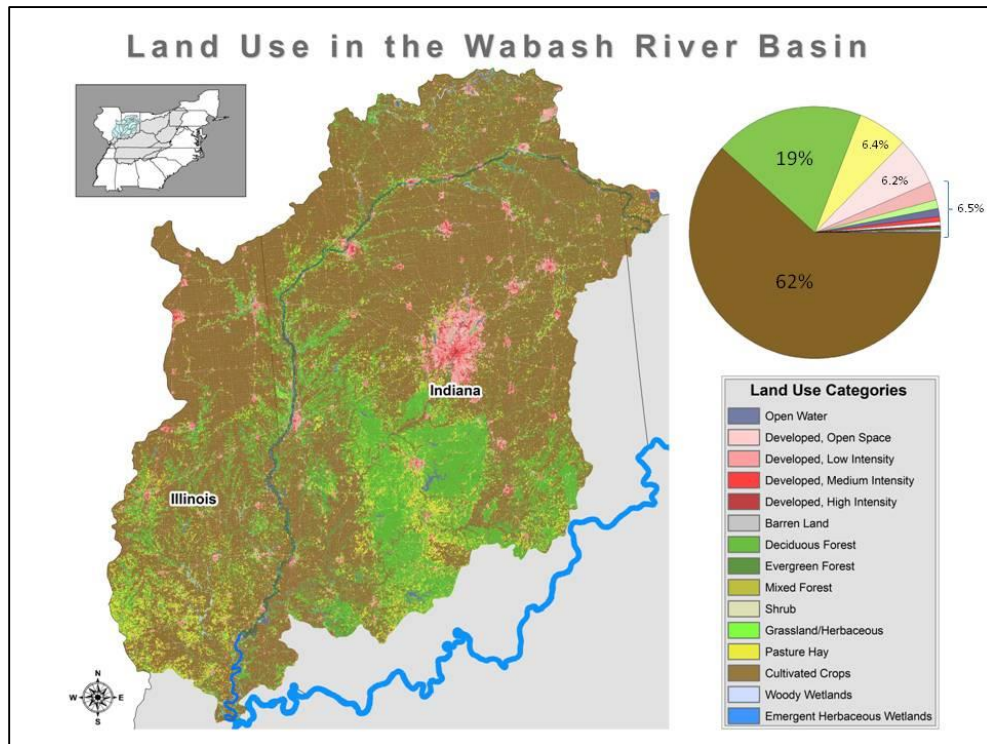 Land Use in the Wabash River Basin
19%
6.4%
6.2%
6.5%
62%
Indiana
Illinois
N
W E
S
Land Use Categories
Open Water
Developed, Open Space
Developed, Low Intensity
Developed, Medium Intensity
Developed, High Intensity
Barren Land
Deciduous Forest
Evergreen Forest
Mixed Forest
Shrub
Grassland/Herbaceous
Pasture Hay
Cultivated Crops
Woody Wetlands
Emergent Herbaceous Wetlands